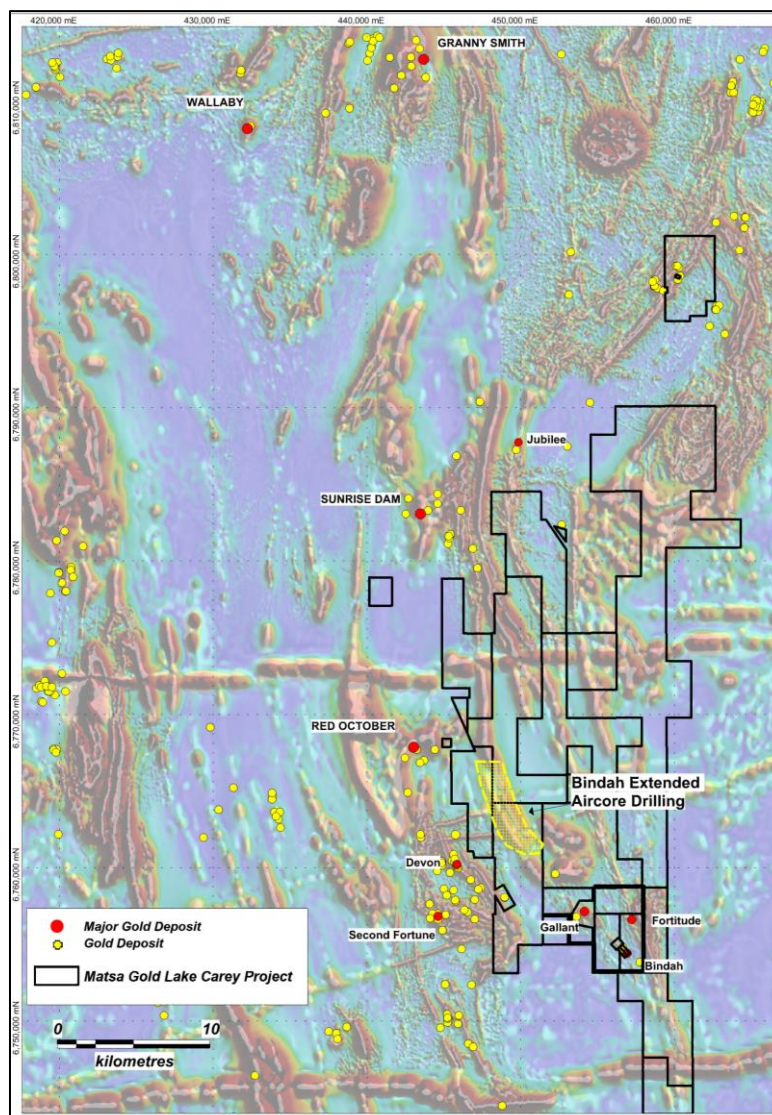 420,000 mE
430,000 mE
440,000 mE
450,000 mE
460,000 mE
GRANNY SMITH
WALLABY
6,810,000 mN
6,800,000 mN
6,790,000 mN
Jubilee
SUNRISE DAM
6,780,000 mN
6,770,000 mN
RED OCTOBER
Bindah Extended
Aircore Drilling
Devon
6,760,000 mN
Major Gold Deposit
Gold Deposit
Second Fortune
Gallant
Fortitude
Bindah
Matsa Gold Lake Carey Project
6,750,000 mN
0
10
kilometres